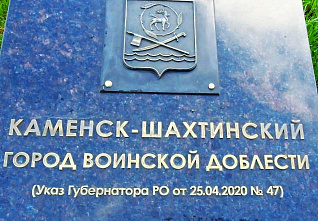 КАМЕНСК-ШАХТИНСКИЙ
ГОРОД ВОИНСКОЙ ДОБЛЕСТИ
(Указ Губернатора РО от 25.04.2020 № 47)